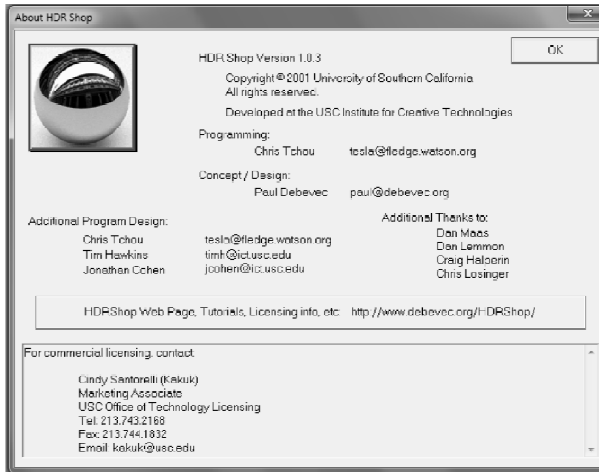 About HDR Shop
OK
HDR Shop Version 1.0.3
Copyright © 2001 University of Southern California
All rights reserved.
Developed at the USC Institute for Creative Technologies
Programming:
Chris Tchou tesla@fledge.watson.org
Concept / Design:
Paul Debevec paul@debevec.org
Additional Program Design:
Chris Tchou tesla@fledge.watson.org
Tim Hawkins timh@ict.usc.edu
Jonathan Cohen jcohen@ict.usc.edu
Additional Thanks to:
Dan Maas
Dan Lemmon
Craig Halperin
Chris Losinger
HDRShop Web Page, Tutorials, Licensing info, etc http://www.debevec.org/HDRShop/
For commercial licensing, contact
Cindy Santorelli (Kakuk)
Marketing Associate
USC Office of Technology Licensing
Tel: 213.743.2168
Fax: 213.744.1832
Email: kakuk@usc.edu